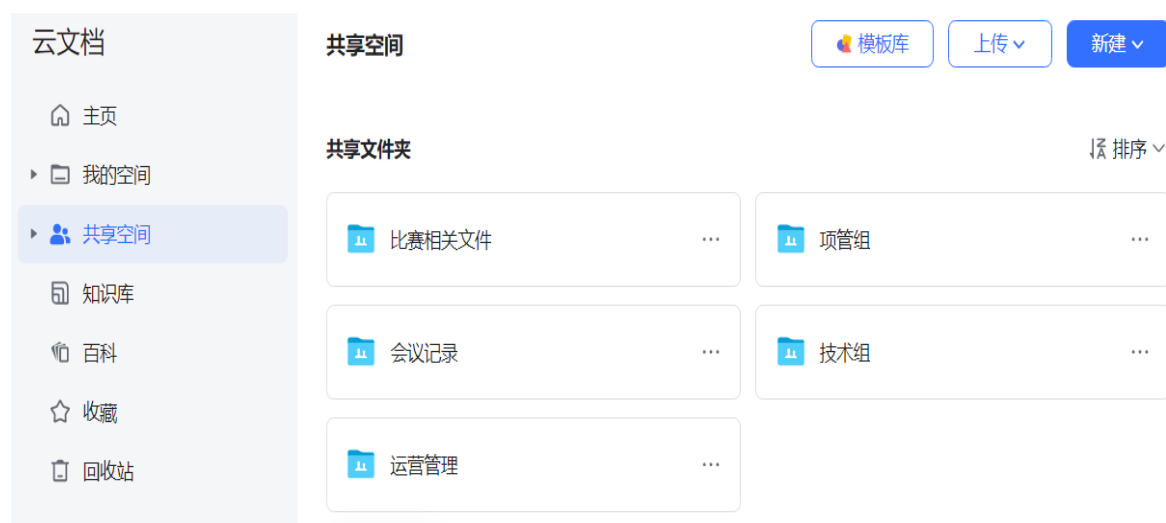 云文档
主页
我的空间
共享空间
知识库
百科
收藏
回收站
共享空间
模板库
上传
新建
共享文件夹
排序
比赛相关文件
项管组
会议记录
技术组
运营管理